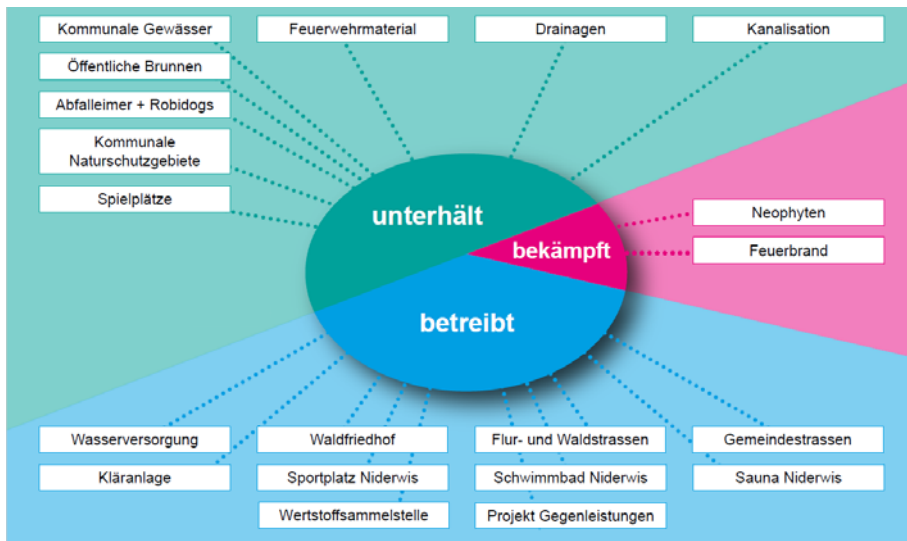 Kommunale Gewässer
Feuerwehrmaterial
Drainagen
Kanalisation
Öffentliche Brunnen
Abfalleimer + Robidogs
Kommunale
Naturschutzgebiete
Spielplätze
unterhält
Neophyten
bekämpft
Feuerbrand
betreibt
Wasserversorgung
Waldfriedhof
Flur- und Waldstrassen
Gemeindestrassen
Kläranlage
Sportplatz Niderwis
Schwimmbad Niderwis
Sauna Niderwis
Wertstoffsammelstelle
Projekt Gegenleistungen